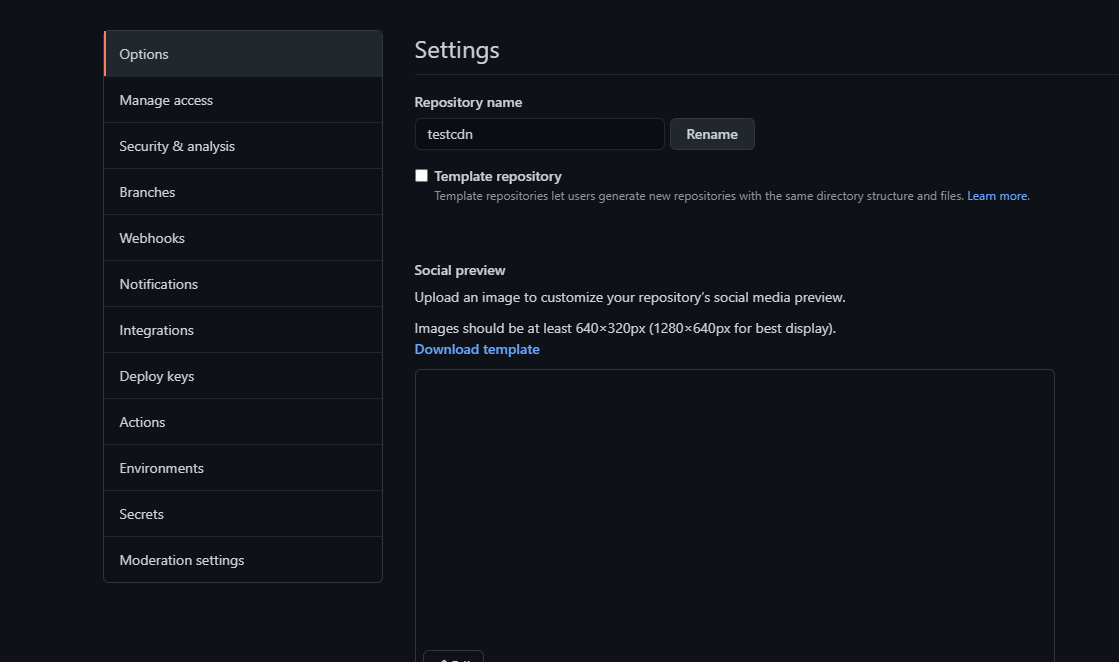 Options
Manage access
Security & analysis
Branches
Webhooks
Notifications
Integrations
Deploy keys
Actions
Environments
Secrets
Moderation settings
Settings
Repository name
testcdn
Rename
Template repository
Template repositories let users generate new repositories with the same directory structure and files. Learn more.
Social preview
Upload an image to customize your repository’s social media preview.
Images should be at least 640×320px (1280×640px for best display).
Download template